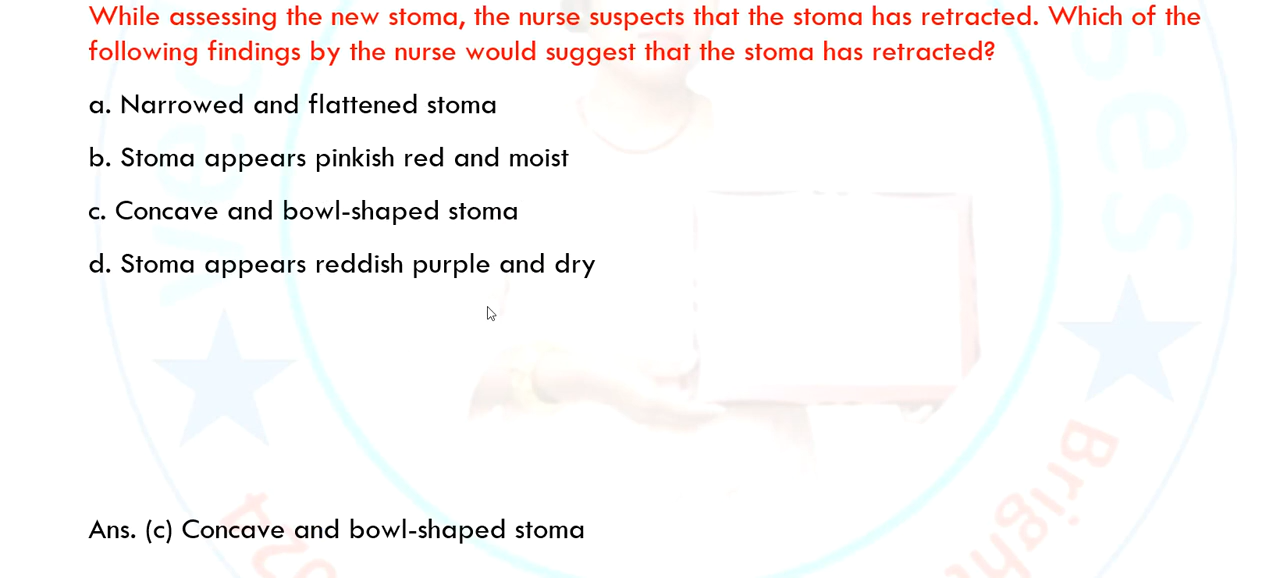 While assessing the new stoma, the nurse suspects that the stoma has retracted. Which of the
following findings by the nurse would suggest that the stoma has retracted?
a. Narrowed and flattened stoma
b. Stoma appears pinkish red and moist
c. Concave and bowl-shaped stoma
d. Stoma appears reddish purple and dry
Ans. (c) Concave and bowl-shaped stoma